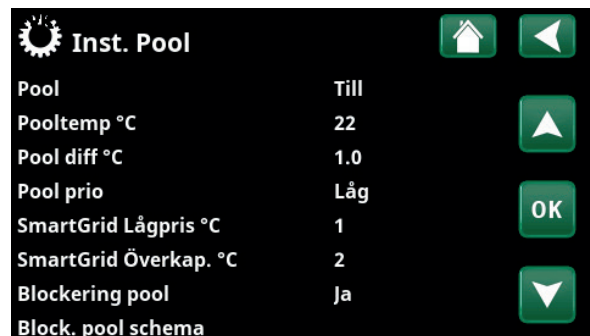 Inst. Pool
Pool Till
Pooltemp °C 22
Pool diff °C 1.0
Pool prio Låg
SmartGrid Lågpris °C 1
SmartGrid Överkap. °C 2
Blockering pool Ja
Block. pool schema
OK